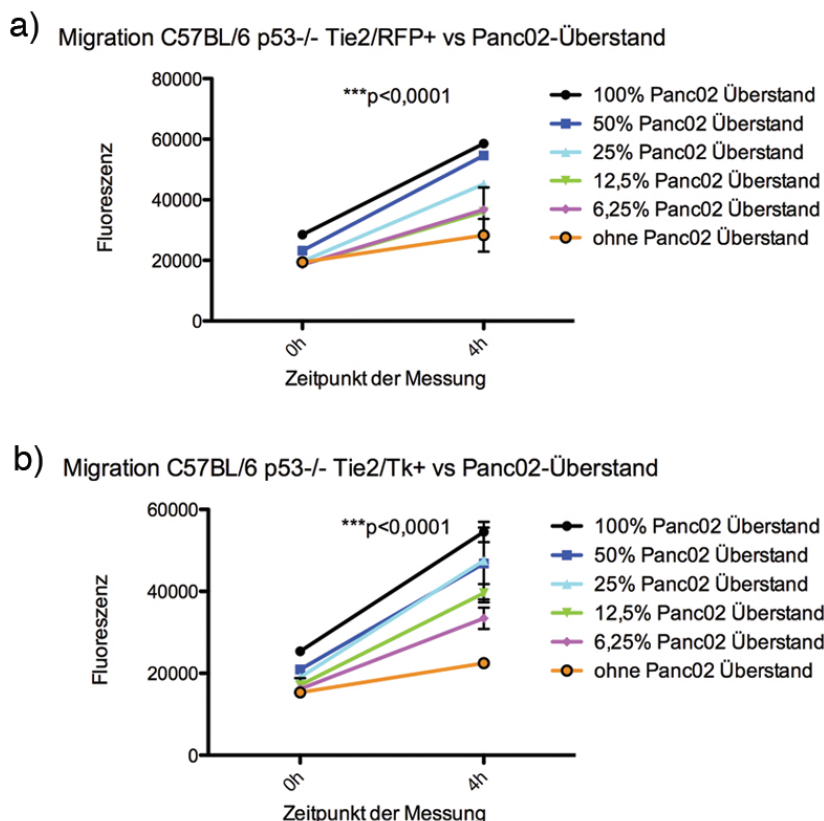 a) Migration C57BL/6 p53-/- Tie2/RFP+ vs Panc02-Überstand
80000
60000
40000
20000
0
Fluoreszenz
***p<0,0001
100% Panc02 Überstand
50% Panc02 Überstand
25% Panc02 Überstand
12,5% Panc02 Überstand
6,25% Panc02 Überstand
ohne Panc02 Überstand
0h
4h
Zeitpunkt der Messung
b) Migration C57BL/6 p53-/- Tie2/Tk+ vs Panc02-Überstand
60000
40000
20000
0
Fluoreszenz
***p<0,0001
100% Panc02 Überstand
50% Panc02 Überstand
25% Panc02 Überstand
12,5% Panc02 Überstand
6,25% Panc02 Überstand
ohne Panc02 Überstand
0h
4h
Zeitpunkt der Messung